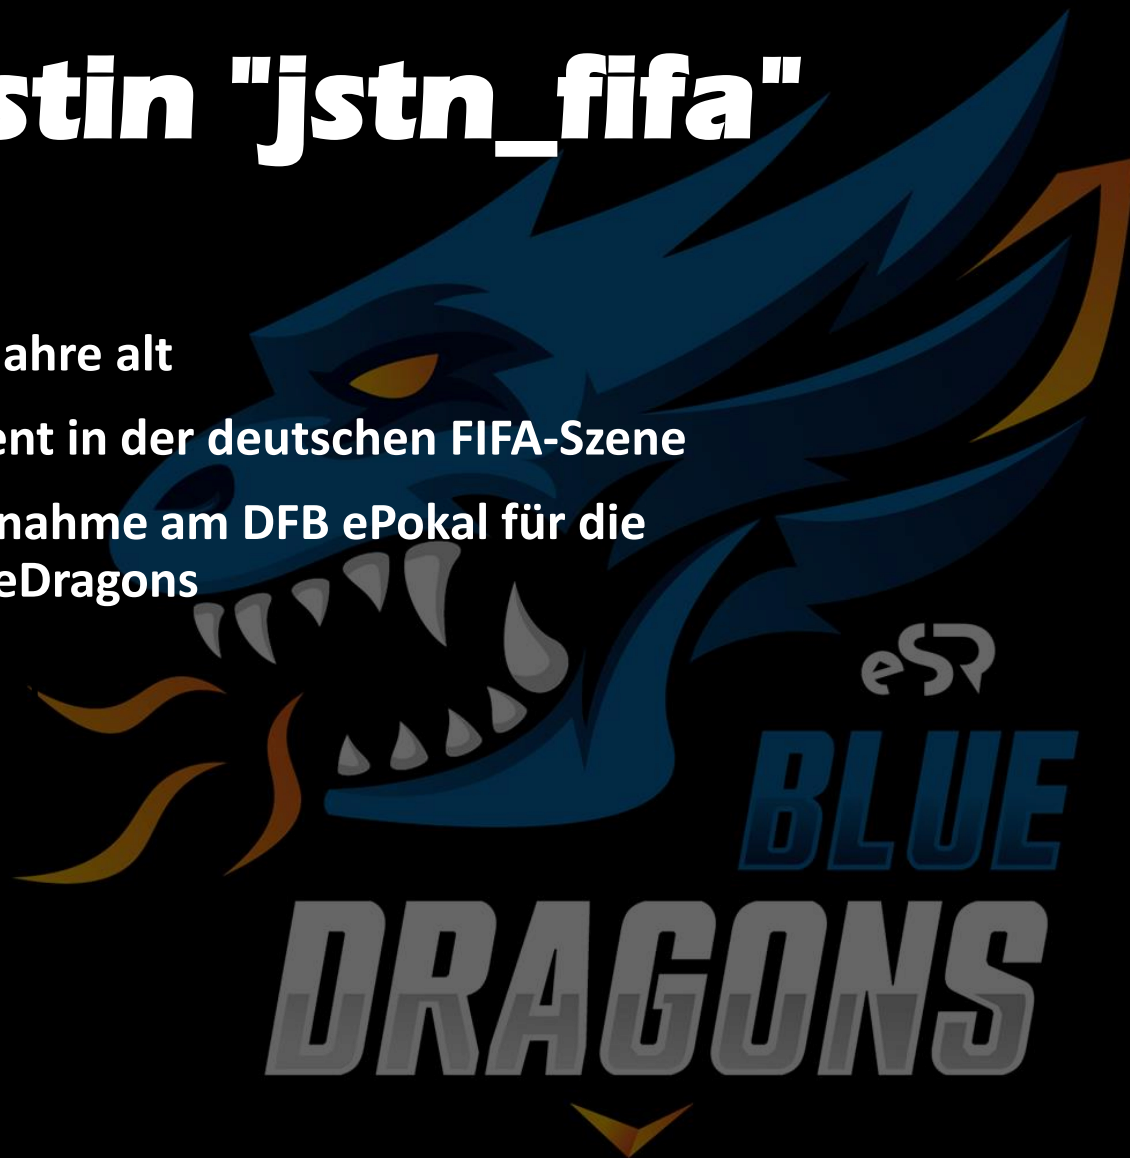 stin "jstn_fifa"
ahre alt
ent in der deutschen FIFA-Szene
nahme am DFB ePokal für die
eDragons
eSR
BLUE
DRAGONS